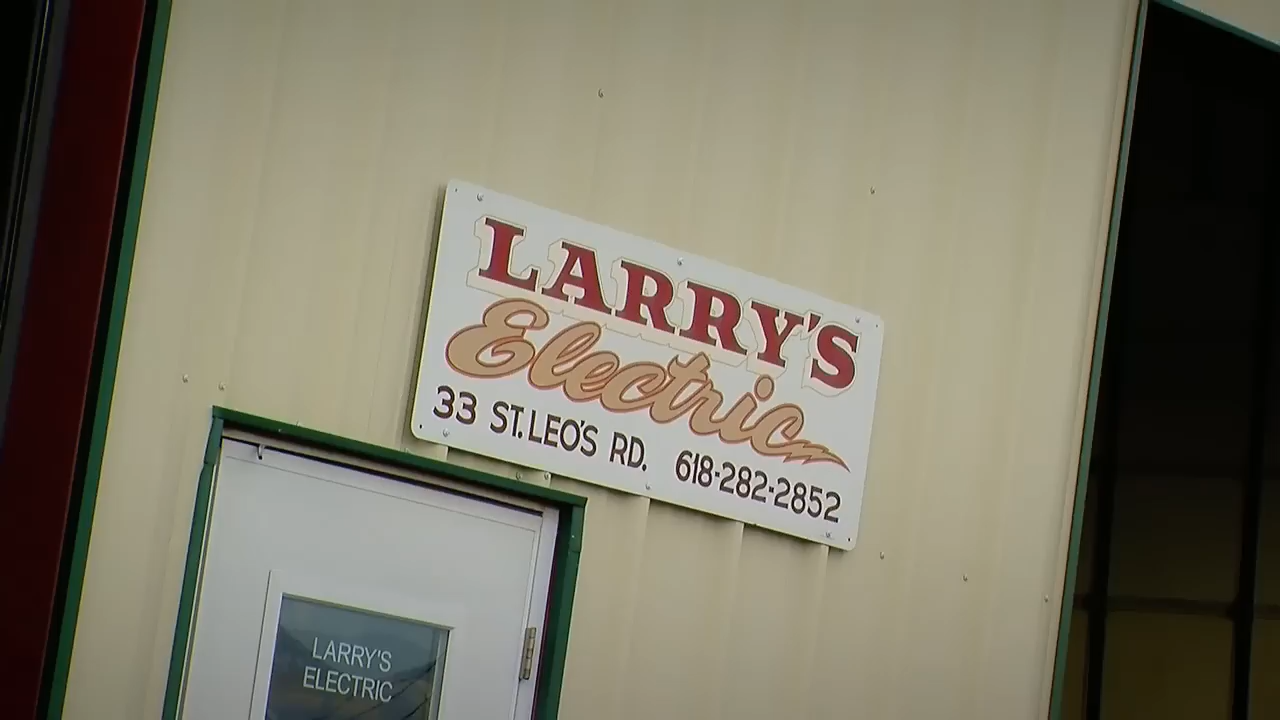 LARRY'S
Electric
33 ST. LEO'S RD. 618-282-2852
LARRY'S
ELECTRIC